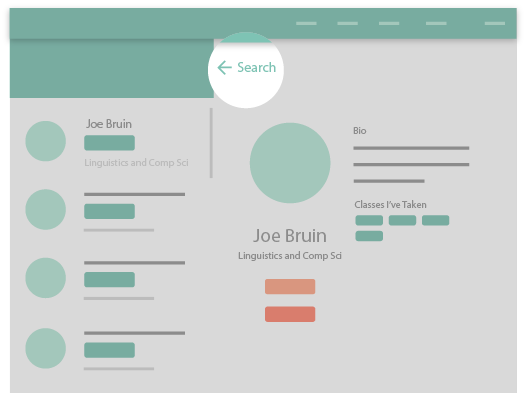 Search
Joe Bruin
Linguistics and Comp Sci
Joe Bruin
Linguistics and Comp Sci
Bio
Classes I've Taken